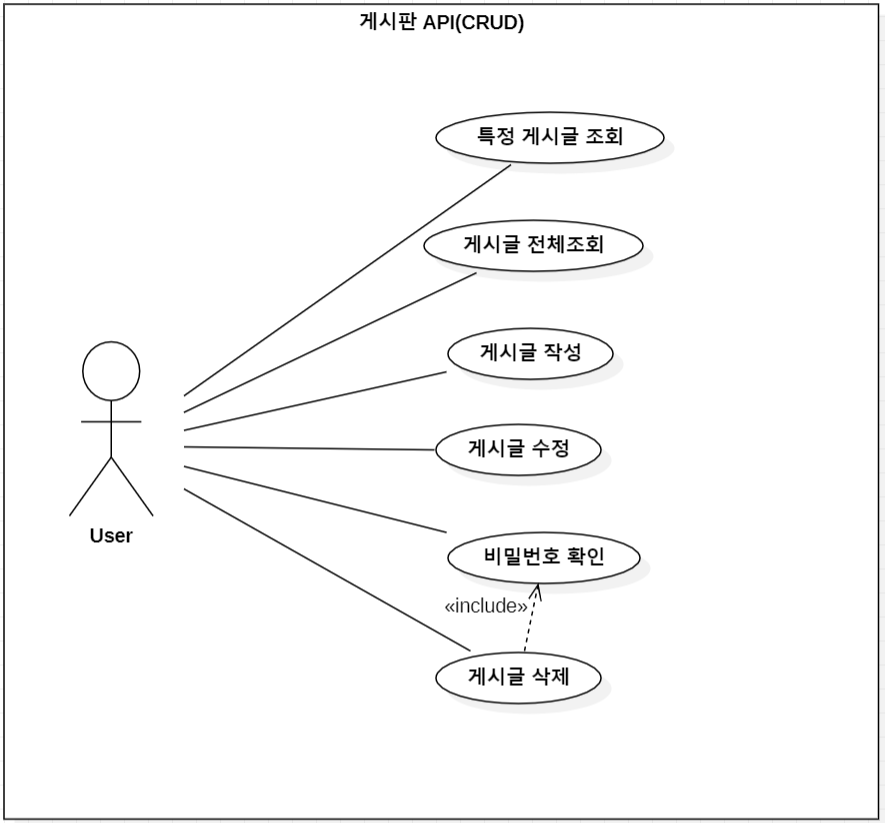 게시판 API(CRUD)
특정 게시글 조회
게시글 전체조회
게시글 작성
게시글 수정
User
비밀번호 확인
«include»
게시글 삭제